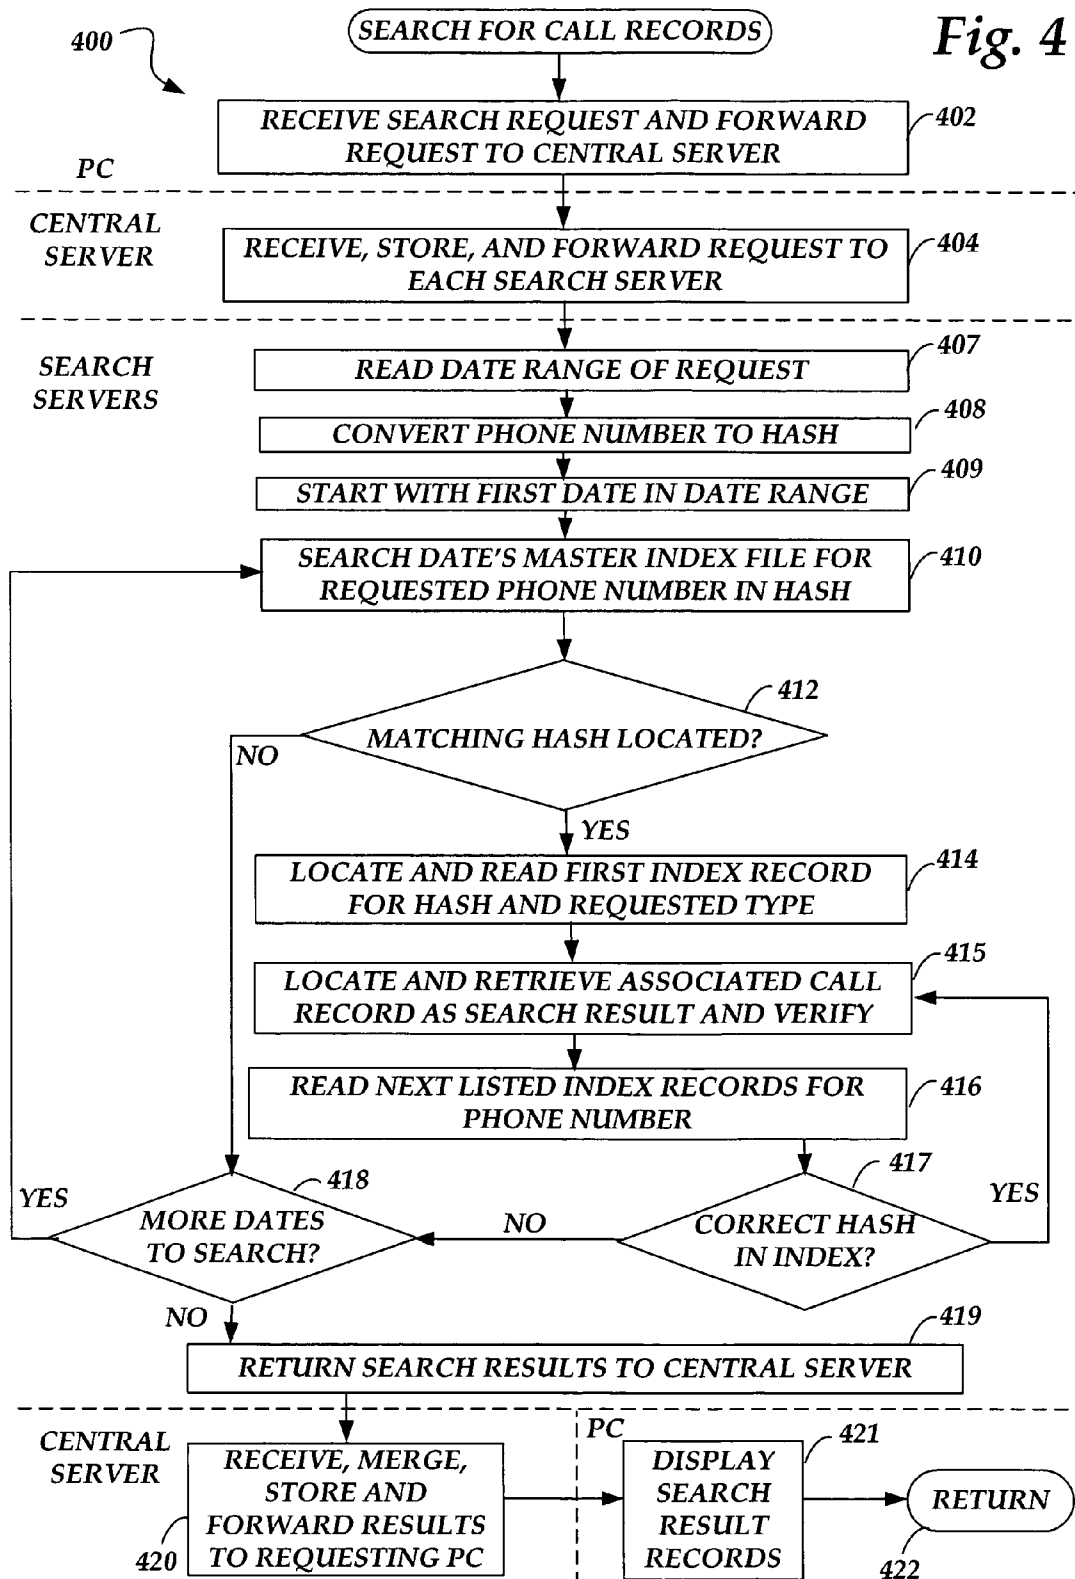 SEARCH FOR CALL RECORDS
Fig. 4
400
RECEIVE SEARCH REQUEST AND FORWARD
REQUEST TO CENTRAL SERVER
402
PC
CENTRAL
SERVER
RECEIVE, STORE, AND FORWARD REQUEST TO
EACH SEARCH SERVER
404
SEARCH
SERVERS
READ DATE RANGE OF REQUEST
407
CONVERT PHONE NUMBER TO HASH
408
START WITH FIRST DATE IN DATE RANGE
409
SEARCH DATE'S MASTER INDEX FILE FOR
REQUESTED PHONE NUMBER IN HASH
410
MATCHING HASH LOCATED?
412
NO
YES
LOCATE AND READ FIRST INDEX RECORD
FOR HASH AND REQUESTED TYPE
414
LOCATE AND RETRIEVE ASSOCIATED CALL
RECORD AS SEARCH RESULT AND VERIFY
415
READ NEXT LISTED INDEX RECORDS FOR
PHONE NUMBER
416
YES
MORE DATES
TO SEARCH?
418
NO
CORRECT HASH
IN INDEX?
417
YES
NO
RETURN SEARCH RESULTS TO CENTRAL SERVER
419
CENTRAL
SERVER
RECEIVE, MERGE,
STORE AND
FORWARD RESULTS
TO REQUESTING PC
420
PC
DISPLAY
SEARCH
RESULT
RECORDS
421
RETURN
422